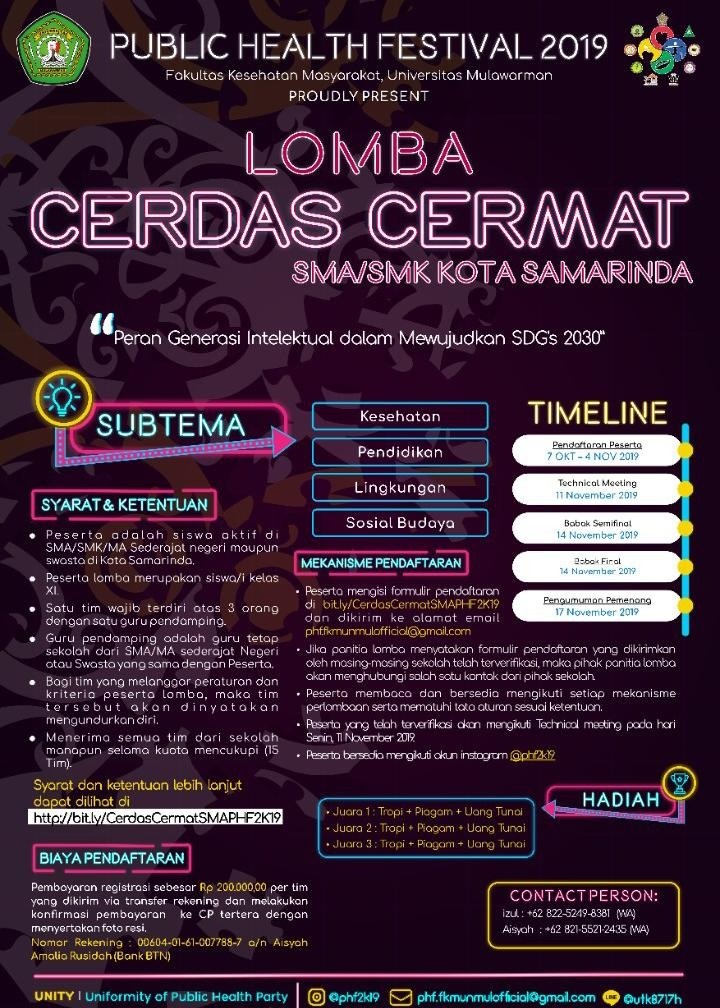 PUBLIC HEALTH FESTIVAL 2019
Fakultas Kesehatan Masyarakat, Universitas Mulawarman
PROUDLY PRESENT
LOMBA
CERDAS CERMAT
SMA/SMK KOTA SAMARINDA
"Peran Generasi Intelektual dalam Mewujudkan SDG's 2030"
SUBTEMA
Kesehatan
Pendidikan
Lingkungan
Sosial Budaya
TIMELINE
Pendaftaran Peserta
7 OKT - 4 NOV 2019
Technical Meeting
11 November 2019
Babak Semifinal
14 November 2019
Babak Final
14 November 2019
Pengumuman Pemenang
17 November 2019
SYARAT & KETENTUAN
• Peserta adalah siswa aktif di
SMA/SMK/MA Sederajat negeri maupun
swasta di Kota Samarinda.
• Peserta lomba merupakan siswa/i kelas
XI.
• Satu tim wajib terdiri atas 3 orang
dengan satu guru pendamping.
• Guru pendamping adalah guru tetap
sekolah dari SMA/MA sederajat Negeri
atau Swasta yang sama dengan Peserta.
• Bagi tim yang melanggar peraturan dan
kriteria peserta lomba, maka tim
tersebut akan dinyatakan
mengundurkan diri.
• Menerima semua tim dari sekolah
manapun selama kuota mencukupi (15
Tim).
Syarat dan ketentuan lebih lanjut
dapat dilihat di
http://bit.ly/CerdasCermatSMAPHF2K19
MEKANISME PENDAFTARAN
• Peserta mengisi formulir pendaftaran
di bit.ly/CerdasCermatSMAPHF2K19
dan dikirim ke alamat email
phf.fkmunmulofficial@gmail.com
• Jika panitia lomba menyatakan formulir pendaftaran yang dikirimkan
oleh masing-masing sekolah telah terverifikasi, maka pihak panitia lomba
akan menghubungi salah satu kontak dari pihak sekolah.
• Peserta membaca dan bersedia mengikuti setiap mekanisme
perlombaan serta mematuhi tata aturan sesuai ketentuan.
• Peserta yang telah terverifikasi akan mengikuti Technical meeting pada hari
Senin, 11 November 2019.
• Peserta bersedia mengikuti akun instagram @phf2k19
HADIAH
• Juara 1 : Tropi + Piagam + Uang Tunai
• Juara 2 : Tropi + Piagam + Uang Tunai
• Juara 3 : Tropi + Piagam + Uang Tunai
BIAYA PENDAFTARAN
Pembayaran registrasi sebesar Rp 200.000,00 per tim
yang dikirim via transfer rekening dan melakukan
konfirmasi pembayaran ke CP tertera dengan
menyertakan foto resi.
Nomor Rekening : 00604-01-61-007788-7 a/n Aisyah
Amalia Rusidah (Bank BTN)
CONTACT PERSON:
izul : +62 822-5249-8381 (WA)
Aisyah : +62 821-5521-2435 (WA)
UNITY | Uniformity of Public Health Party
@phf2k19
phf.fkmunmulofficial@gmail.com
@utk8717h